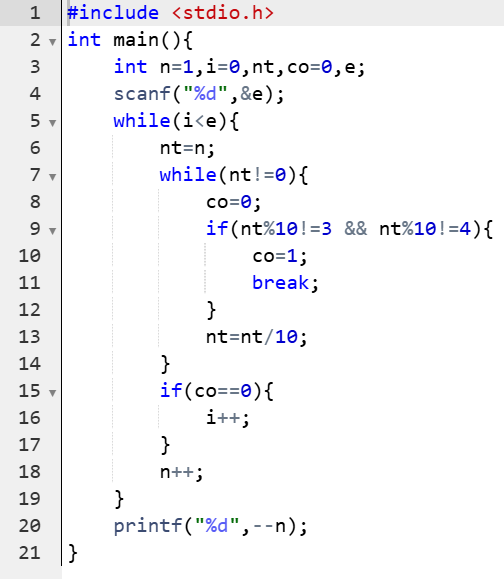 1 #include <stdio.h>
2 int main(){
3     int n=1,i=0,nt,co=0,e;
4     scanf("%d",&e);
5     while(i<e){
6         nt=n;
7         while(nt!=0){
8             co=0;
9             if(nt%10!=3 && nt%10!=4){
10                 co=1;
11                 break;
12             }
13             nt=nt/10;
14         }
15         if(co==0){
16             i++;
17         }
18         n++;
19     }
20     printf("%d",--n);
21 }